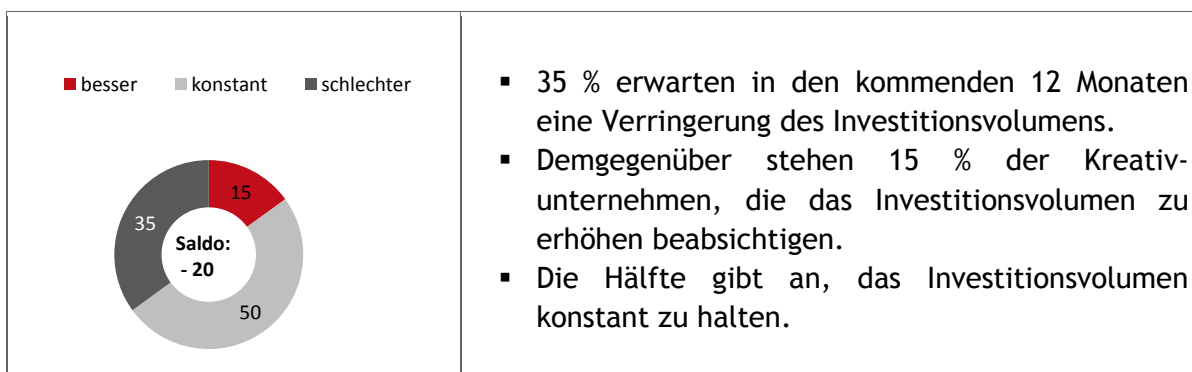 besser konstant schlechter
15
35
Saldo:
- 20
50
▪ 35 % erwarten in den kommenden 12 Monaten
eine Verringerung des Investitionsvolumens.
▪ Demgegenüber stehen 15 % der Kreativ-
unternehmen, die das Investitionsvolumen zu
erhöhen beabsichtigen.
▪ Die Hälfte gibt an, das Investitionsvolumen
konstant zu halten.